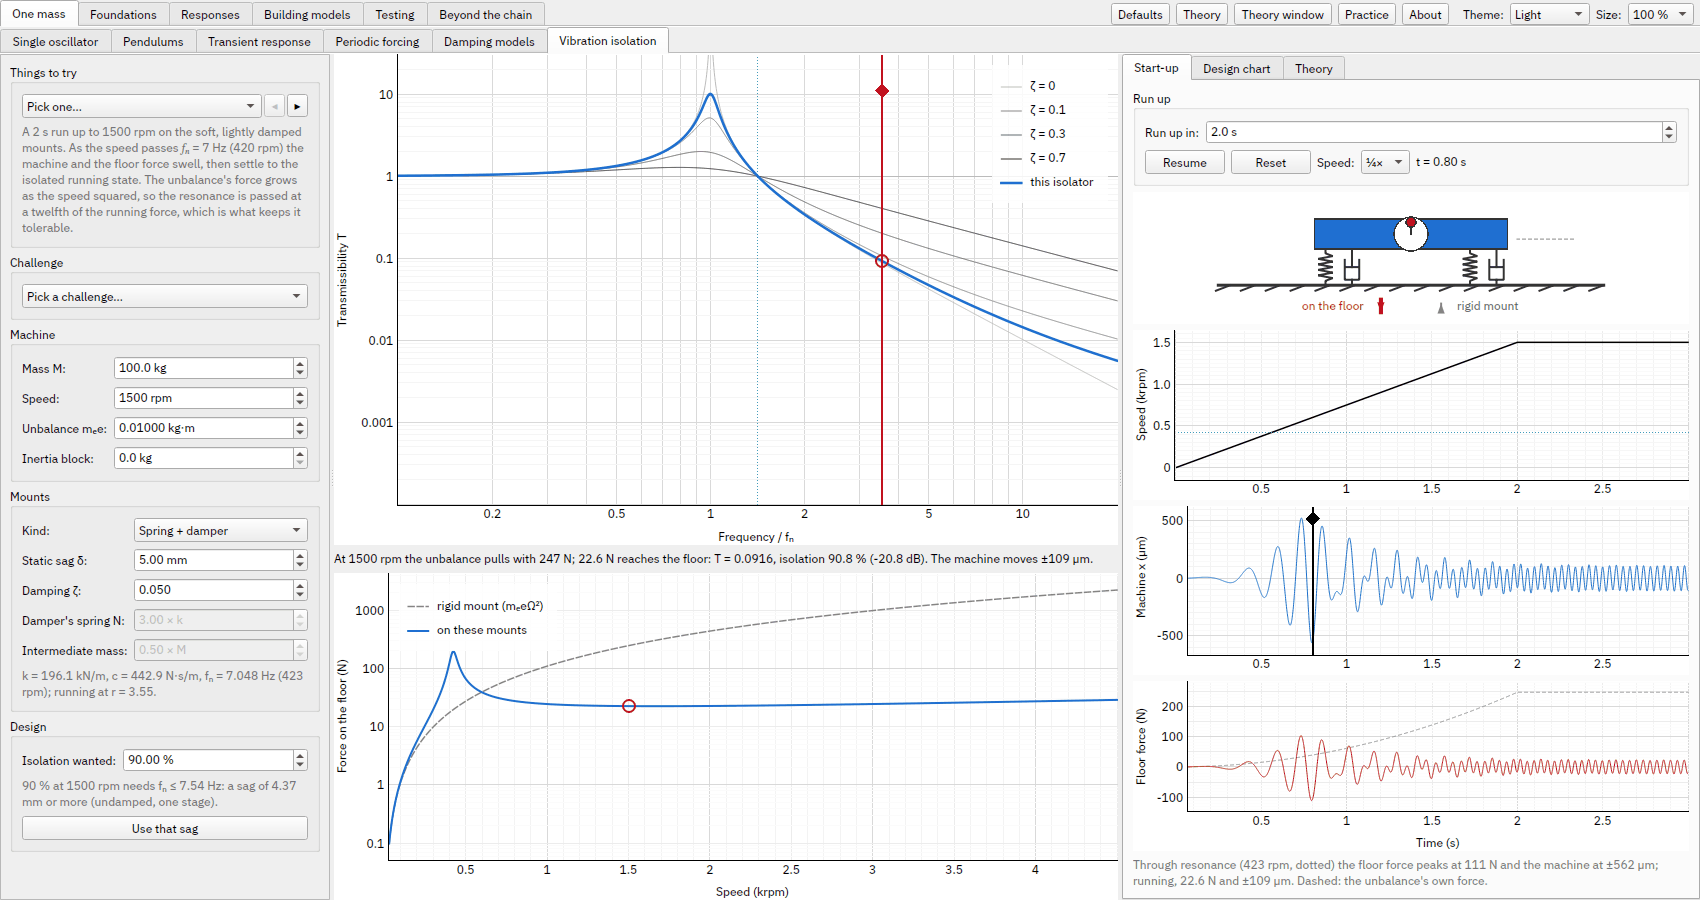 One mass
Foundations
Responses
Building models
Testing
Beyond the chain
Defaults
Theory
Theory window
Practice
About
Theme:
Light
Size:
100 %
Single oscillator
Pendulums
Transient response
Periodic forcing
Damping models
Vibration isolation
Things to try
Pick one...
A 2 s run up to 1500 rpm on the soft, lightly damped
mounts. As the speed passes fₙ = 7 Hz (420 rpm) the
machine and the floor force swell, then settle to the
isolated running state. The unbalance's force grows
as the speed squared, so the resonance is passed at
a twelfth of the running force, which is what keeps it
tolerable.
Challenge
Pick a challenge...
Machine
Mass M:
100.0 kg
Speed:
1500 rpm
Unbalance mₑe:
0.01000 kg·m
Inertia block:
0.0 kg
Mounts
Kind:
Spring + damper
Static sag δ:
5.00 mm
Damping ζ:
0.050
Damper's spring N:
3.00 × k
Intermediate mass:
0.50 × M
k = 196.1 kN/m, c = 442.9 N·s/m, fₙ = 7.048 Hz (423
rpm); running at r = 3.55.
Design
Isolation wanted:
90.00 %
90 % at 1500 rpm needs fₙ ≤ 7.54 Hz: a sag of 4.37
mm or more (undamped, one stage).
Use that sag
Transmissibility T
10
1
0.1
0.01
0.001
0.2
0.5
1
2
5
10
Frequency / fₙ
ζ = 0
ζ = 0.1
ζ = 0.3
ζ = 0.7
this isolator
At 1500 rpm the unbalance pulls with 247 N; 22.6 N reaches the floor: T = 0.0916, isolation 90.8 % (-20.8 dB). The machine moves ±109 µm.
Force on the floor (N)
1000
100
10
1
0.1
rigid mount (mₑeΩ²)
on these mounts
0.5
1
1.5
2
2.5
3
3.5
4
Speed (krpm)
Start-up
Design chart
Theory
Run up
Run up in:
2.0 s
Resume
Reset
Speed:
¼×
t = 0.80 s
on the floor
rigid mount
Speed (krpm)
1.5
1.0
0.5
0
0.5
1
1.5
2
2.5
Machine x (µm)
500
0
-500
0.5
1
1.5
2
2.5
Floor force (N)
200
100
0
-100
0.5
1
1.5
2
2.5
Time (s)
Through resonance (423 rpm, dotted) the floor force peaks at 111 N and the machine at ±562 µm;
running, 22.6 N and ±109 µm. Dashed: the unbalance's own force.